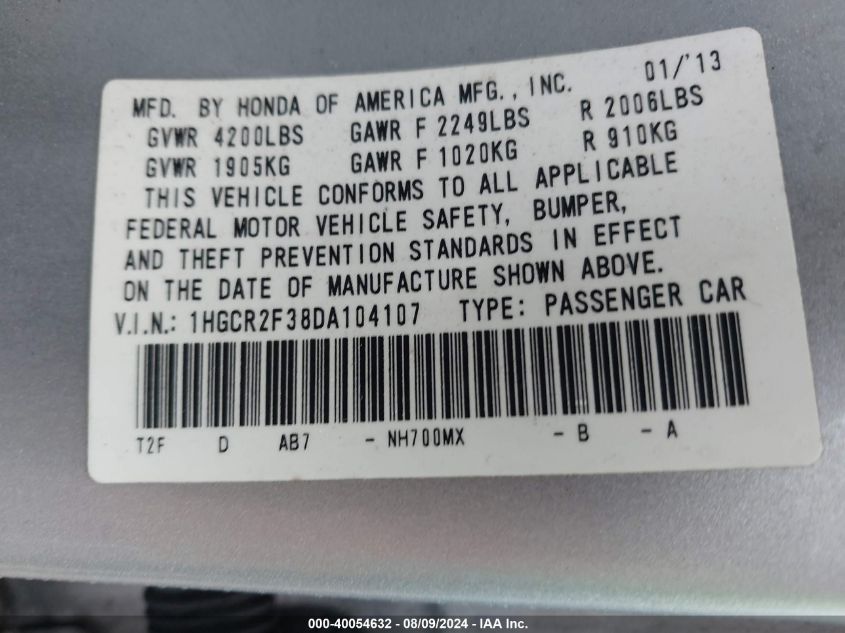 01/'13
MFD. BY HONDA OF AMERICA MFG., INC.
GVWR 4200LBS GAWR F 2249LBS R 2006LBS
GVWR 1905KG GAWR F 1020KG R 910KG
THIS VEHICLE CONFORMS TO ALL APPLICABLE
FEDERAL MOTOR VEHICLE SAFETY, BUMPER,
AND THEFT PREVENTION STANDARDS IN EFFECT
ON THE DATE OF MANUFACTURE SHOWN ABOVE.
V.I.N.: 1HGCR2F38DA104107 TYPE: PASSENGER CAR
T2F D AB7 - NH700MX - B - A
000-40054632 - 08/09/2024 - IAA Inc.